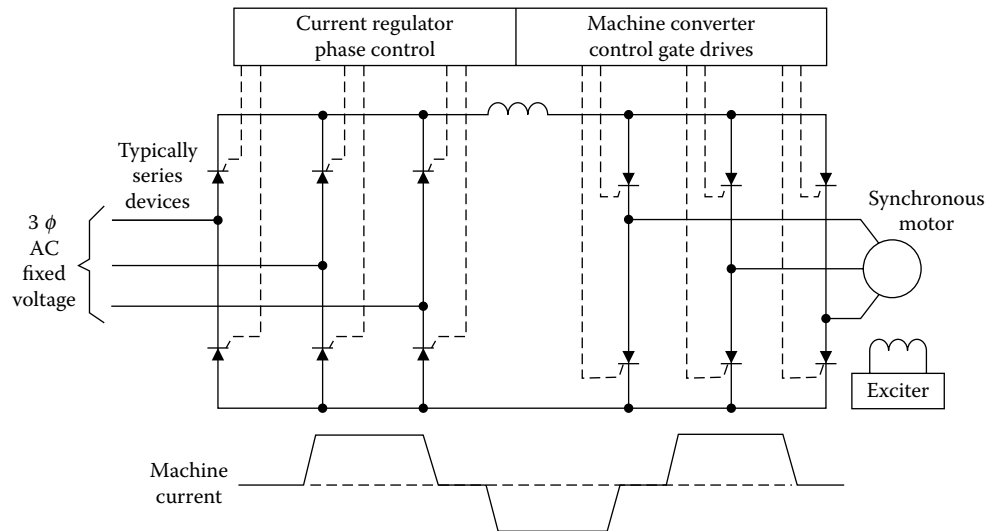 Current regulator
phase control
Machine converter
control gate drives
Typically
series
devices
3 ϕ
AC
fixed
voltage
Synchronous
motor
Exciter
Machine
current